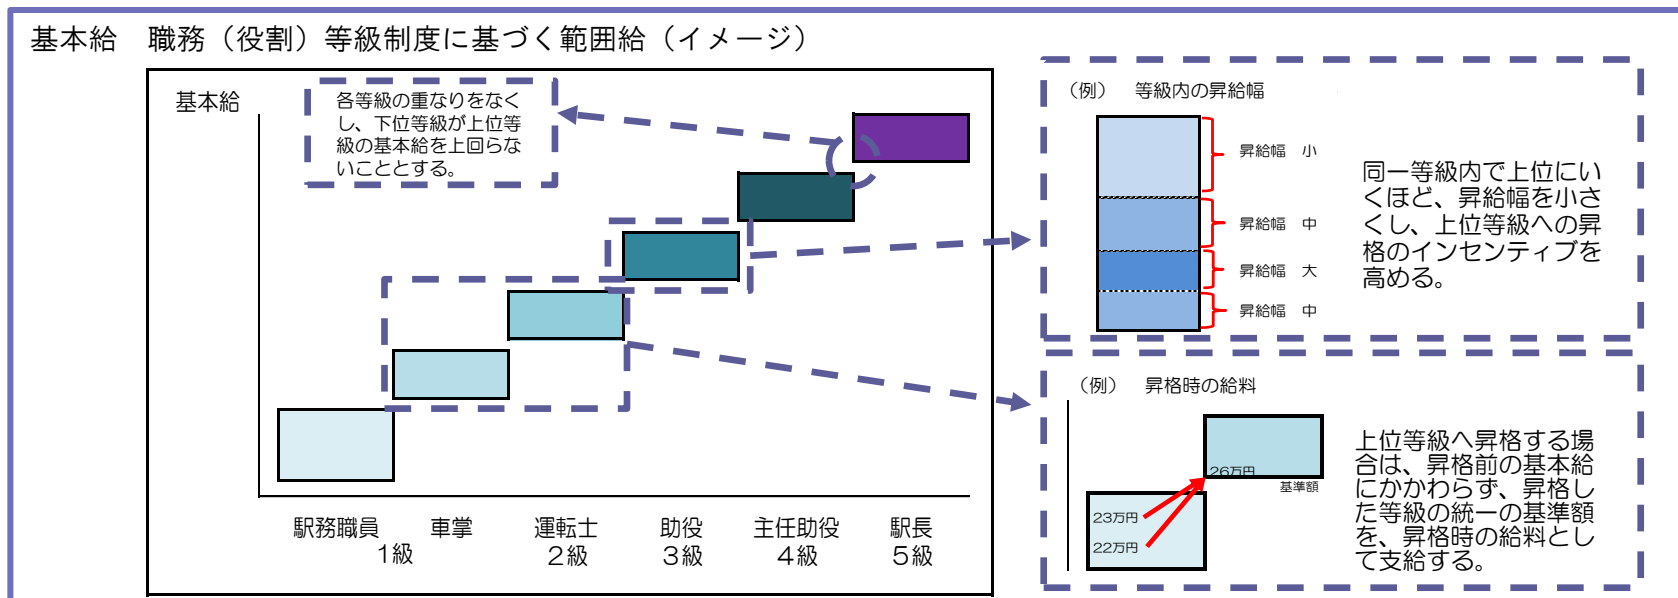 基本給　職務（役割）等級制度に基づく範囲給（イメージ）
基本給
各等級の重なりをなく
し、下位等級が上位等
級の基本給を上回らな
いこととする。
駅務職員　車掌　運転士　助役　主任助役　駅長
１級　２級　３級　４級　５級
（例）　等級内の昇給幅
昇給幅　小
昇給幅　中
昇給幅　大
昇給幅　中
同一等級内で上位にい
くほど、昇給幅を小さ
くし、上位等級への昇
格のインセンティブを
高める。
（例）　昇格時の給料
26万円
基準額
23万円
22万円
上位等級へ昇格する場
合は、昇格前の基本給
にかかわらず、昇格し
た等級の統一の基準額
を、昇格時の給料とし
て支給する。